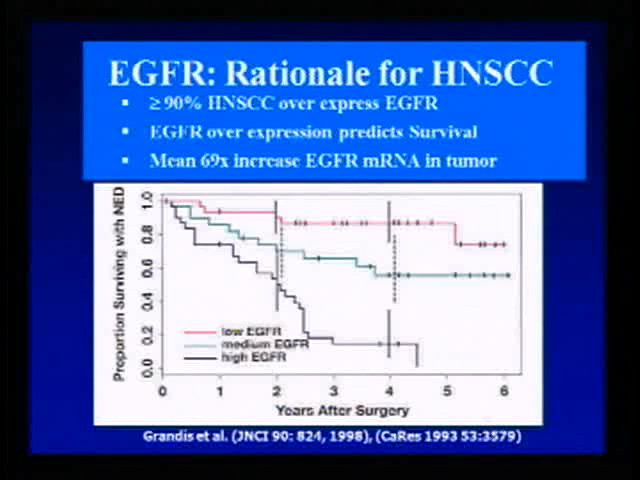 EGFR: Rationale for HNSCC
▪ ≥ 90% HNSCC over express EGFR
▪ EGFR over expression predicts Survival
▪ Mean 69x increase EGFR mRNA in tumor
Proportion Surviving with NED
1.0
0.8
0.6
0.4
0.2
0.0
low EGFR
medium EGFR
high EGFR
0 1 2 3 4 5 6
Years After Surgery
Grandis et al. (JNCI 90: 824, 1998), (CaRes 1993 53:3579)